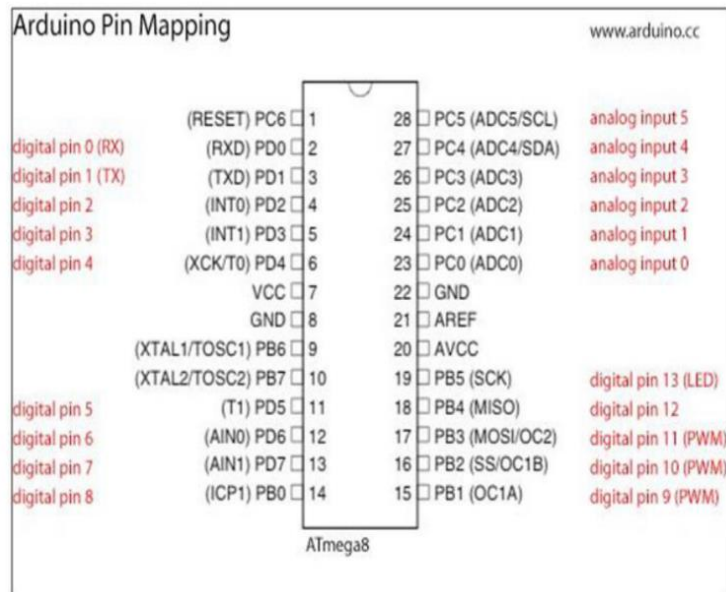 Arduino Pin Mapping www.arduino.cc
(RESET) PC6 1 28 PC5 (ADC5/SCL) analog input 5
digital pin 0 (RX) (RXD) PD0 2 27 PC4 (ADC4/SDA) analog input 4
digital pin 1 (TX) (TXD) PD1 3 26 PC3 (ADC3) analog input 3
digital pin 2 (INT0) PD2 4 25 PC2 (ADC2) analog input 2
digital pin 3 (INT1) PD3 5 24 PC1 (ADC1) analog input 1
digital pin 4 (XCK/T0) PD4 6 23 PC0 (ADC0) analog input 0
VCC 7 22 GND
GND 8 21 AREF
(XTAL1/TOSC1) PB6 9 20 AVCC
(XTAL2/TOSC2) PB7 10 19 PB5 (SCK) digital pin 13 (LED)
digital pin 5 (T1) PD5 11 18 PB4 (MISO) digital pin 12
digital pin 6 (AIN0) PD6 12 17 PB3 (MOSI/OC2) digital pin 11 (PWM)
digital pin 7 (AIN1) PD7 13 16 PB2 (SS/OC1B) digital pin 10 (PWM)
digital pin 8 (ICP1) PB0 14 15 PB1 (OC1A) digital pin 9 (PWM)
ATmega8